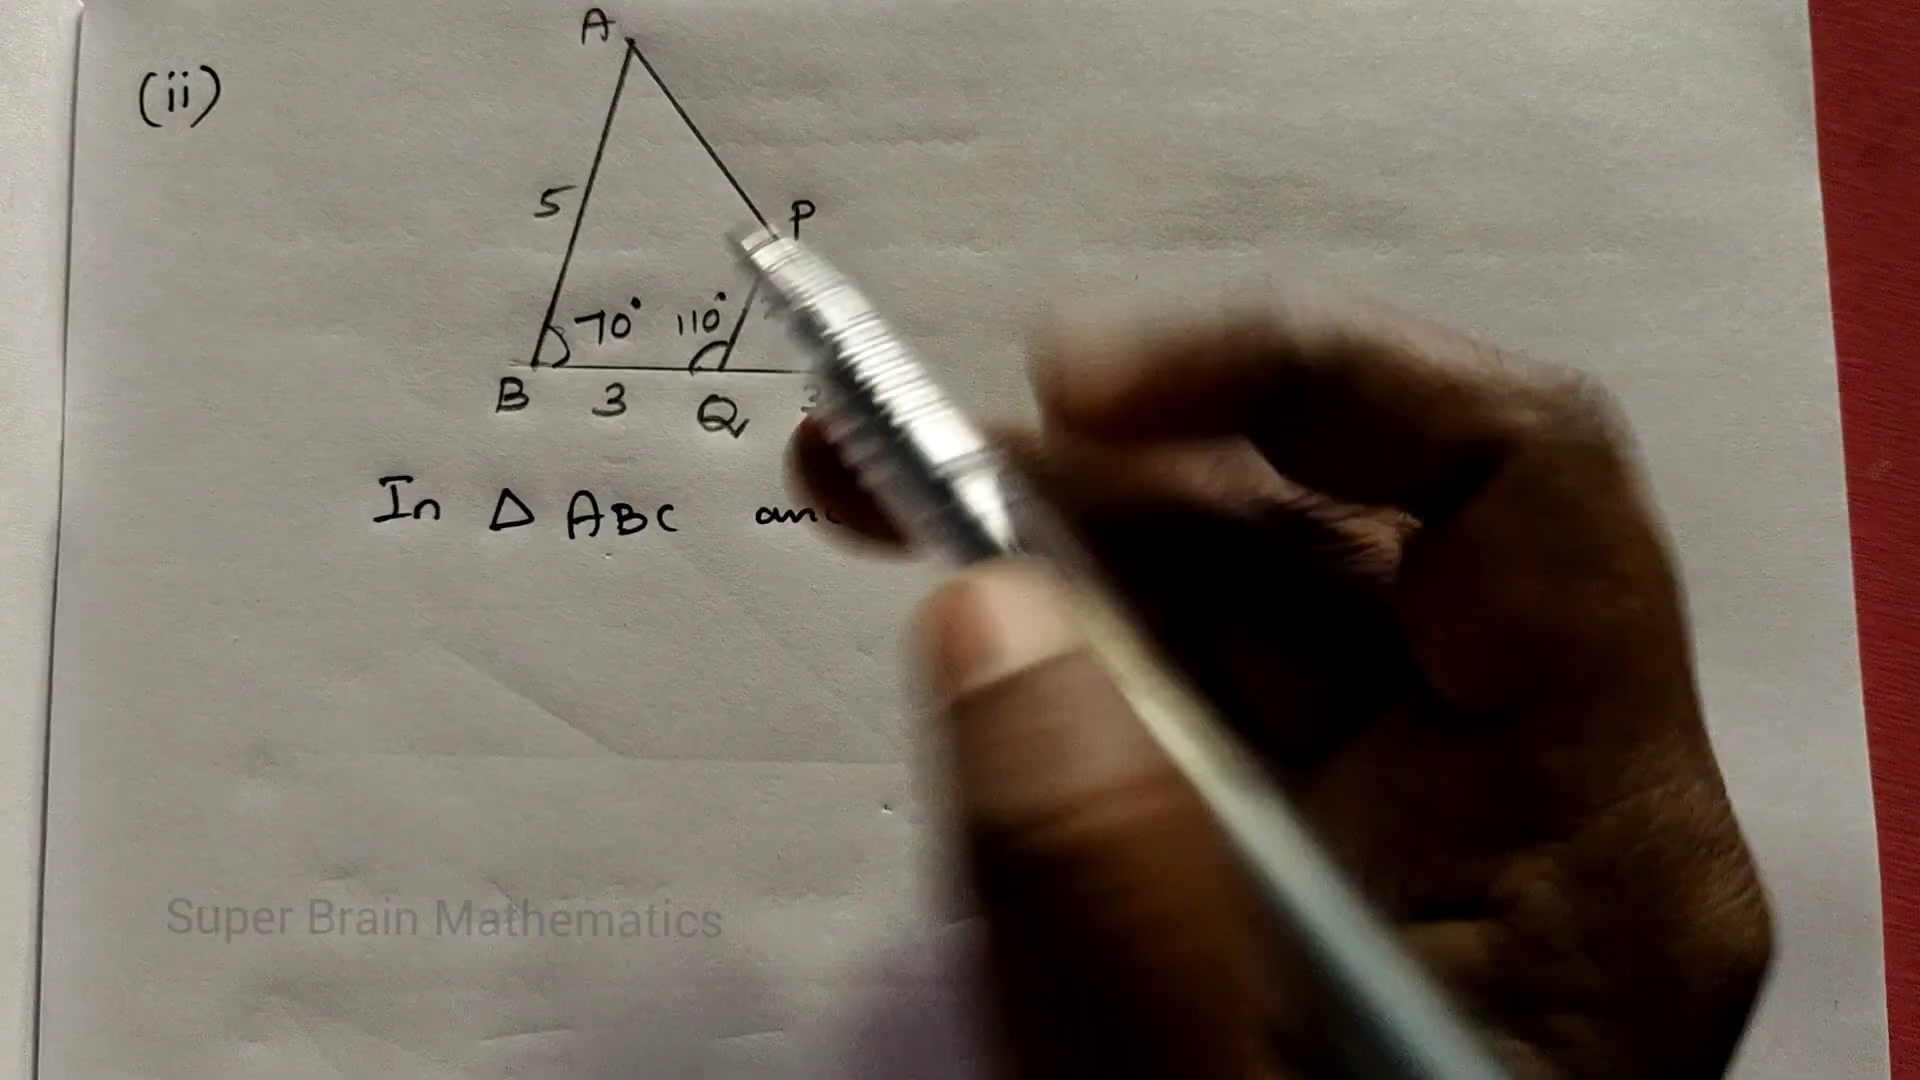 (ii)
A
5
P
70° 110°
B 3 Q
In Δ ABC
Super Brain Mathematics